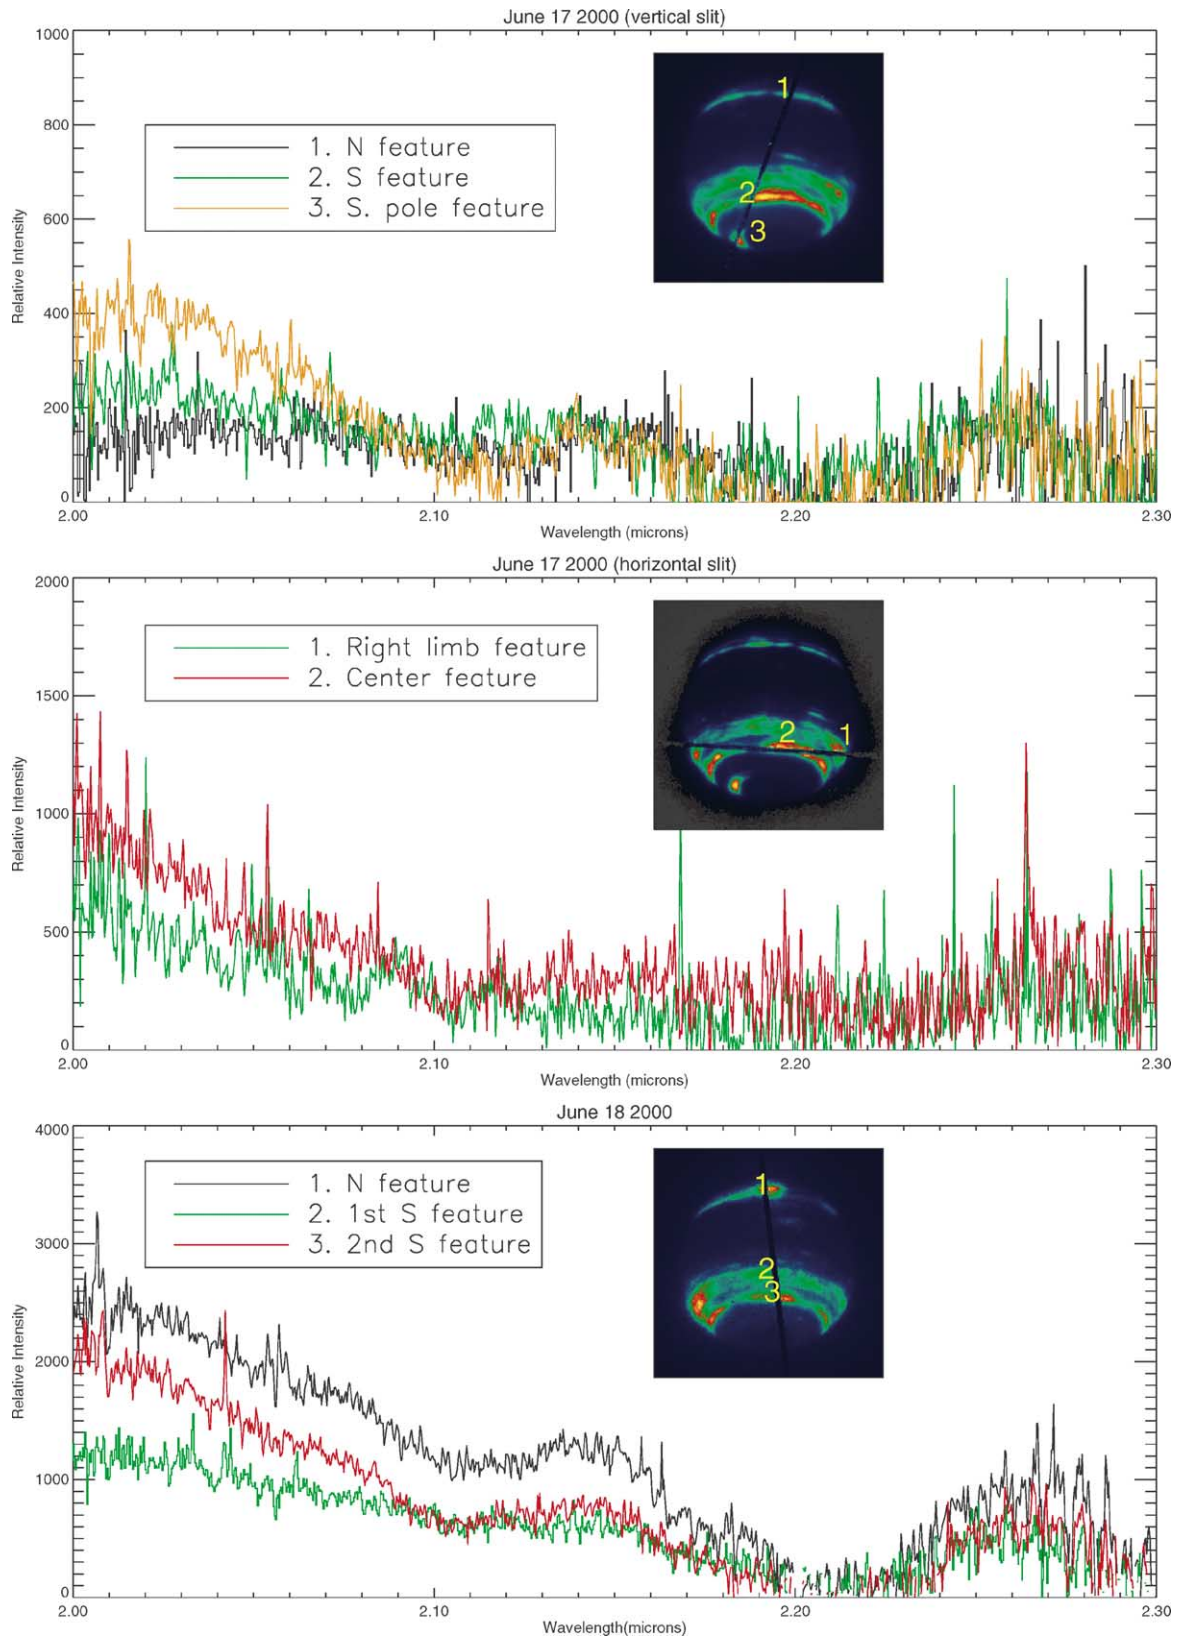 June 17 2000 (vertical slit)
1000
800
600
400
200
0
Relative Intensity
1. N feature
2. S feature
3. S. pole feature
1
2
3
2.00
2.10
2.20
2.30
Wavelength (microns)
June 17 2000 (horizontal slit)
2000
1500
1000
500
0
Relative Intensity
1. Right limb feature
2. Center feature
2
1
2.00
2.10
2.20
2.30
Wavelength (microns)
June 18 2000
4000
3000
2000
1000
0
Relative Intensity
1. N feature
2. 1st S feature
3. 2nd S feature
1
2
3
2.00
2.10
2.20
2.30
Wavelength(microns)